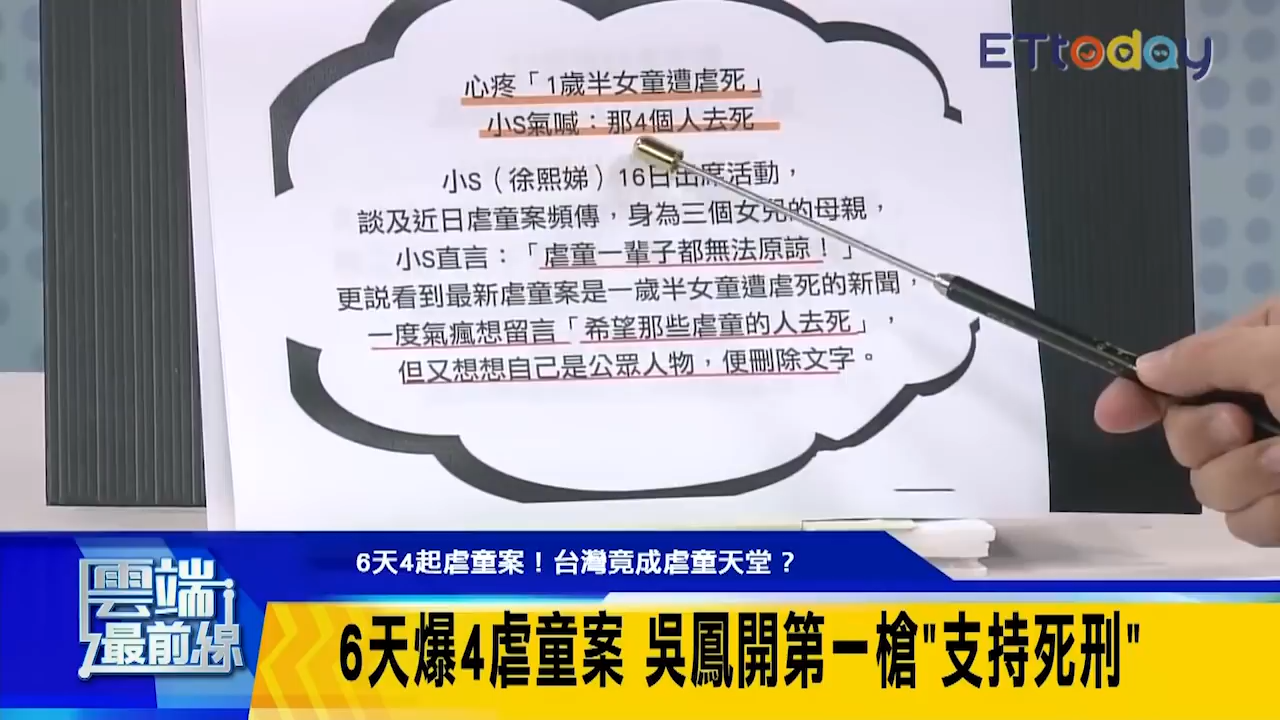 ETtoday
心疼「1歲半女童遭虐死」
小S氣喊：那4個人去死
小S（徐熙娣）16日出席活動，
談及近日虐童案頻傳，身為三個女兒的母親，
小S直言：「虐童一輩子都無法原諒！」
更說看到最新虐童案是一歲半女童遭虐死的新聞，
一度氣瘋想留言「希望那些虐童的人去死」，
但又想想自己是公眾人物，便刪除文字。
6天4起虐童案！台灣竟成虐童天堂？
雲端
最前線
6天爆4虐童案 吳鳳開第一槍"支持死刑"